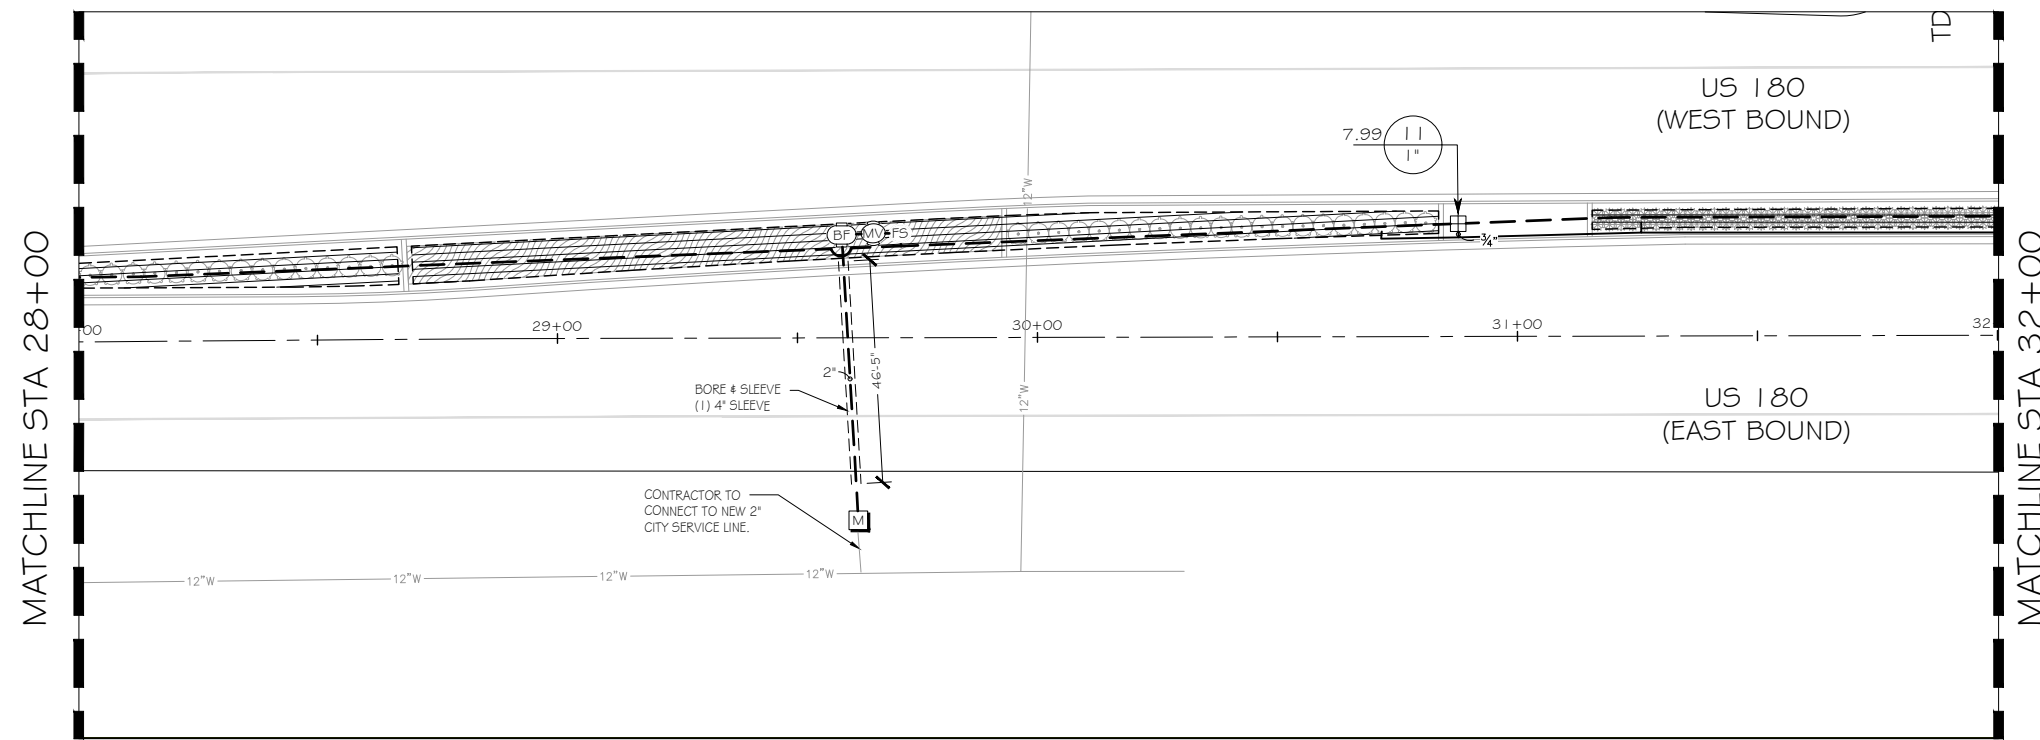 TD
US 180
(WEST BOUND)
7.99
11
1"
12"W
BF
MV
FS
3/4"
MATCHLINE STA 28+00
MATCHLINE STA 32+00
00
29+00
30+00
31+00
32
2"
46'-5"
BORE & SLEEVE
(1) 4" SLEEVE
12"W
US 180
(EAST BOUND)
CONTRACTOR TO
CONNECT TO NEW 2"
CITY SERVICE LINE.
M
12"W
12"W
12"W
12"W